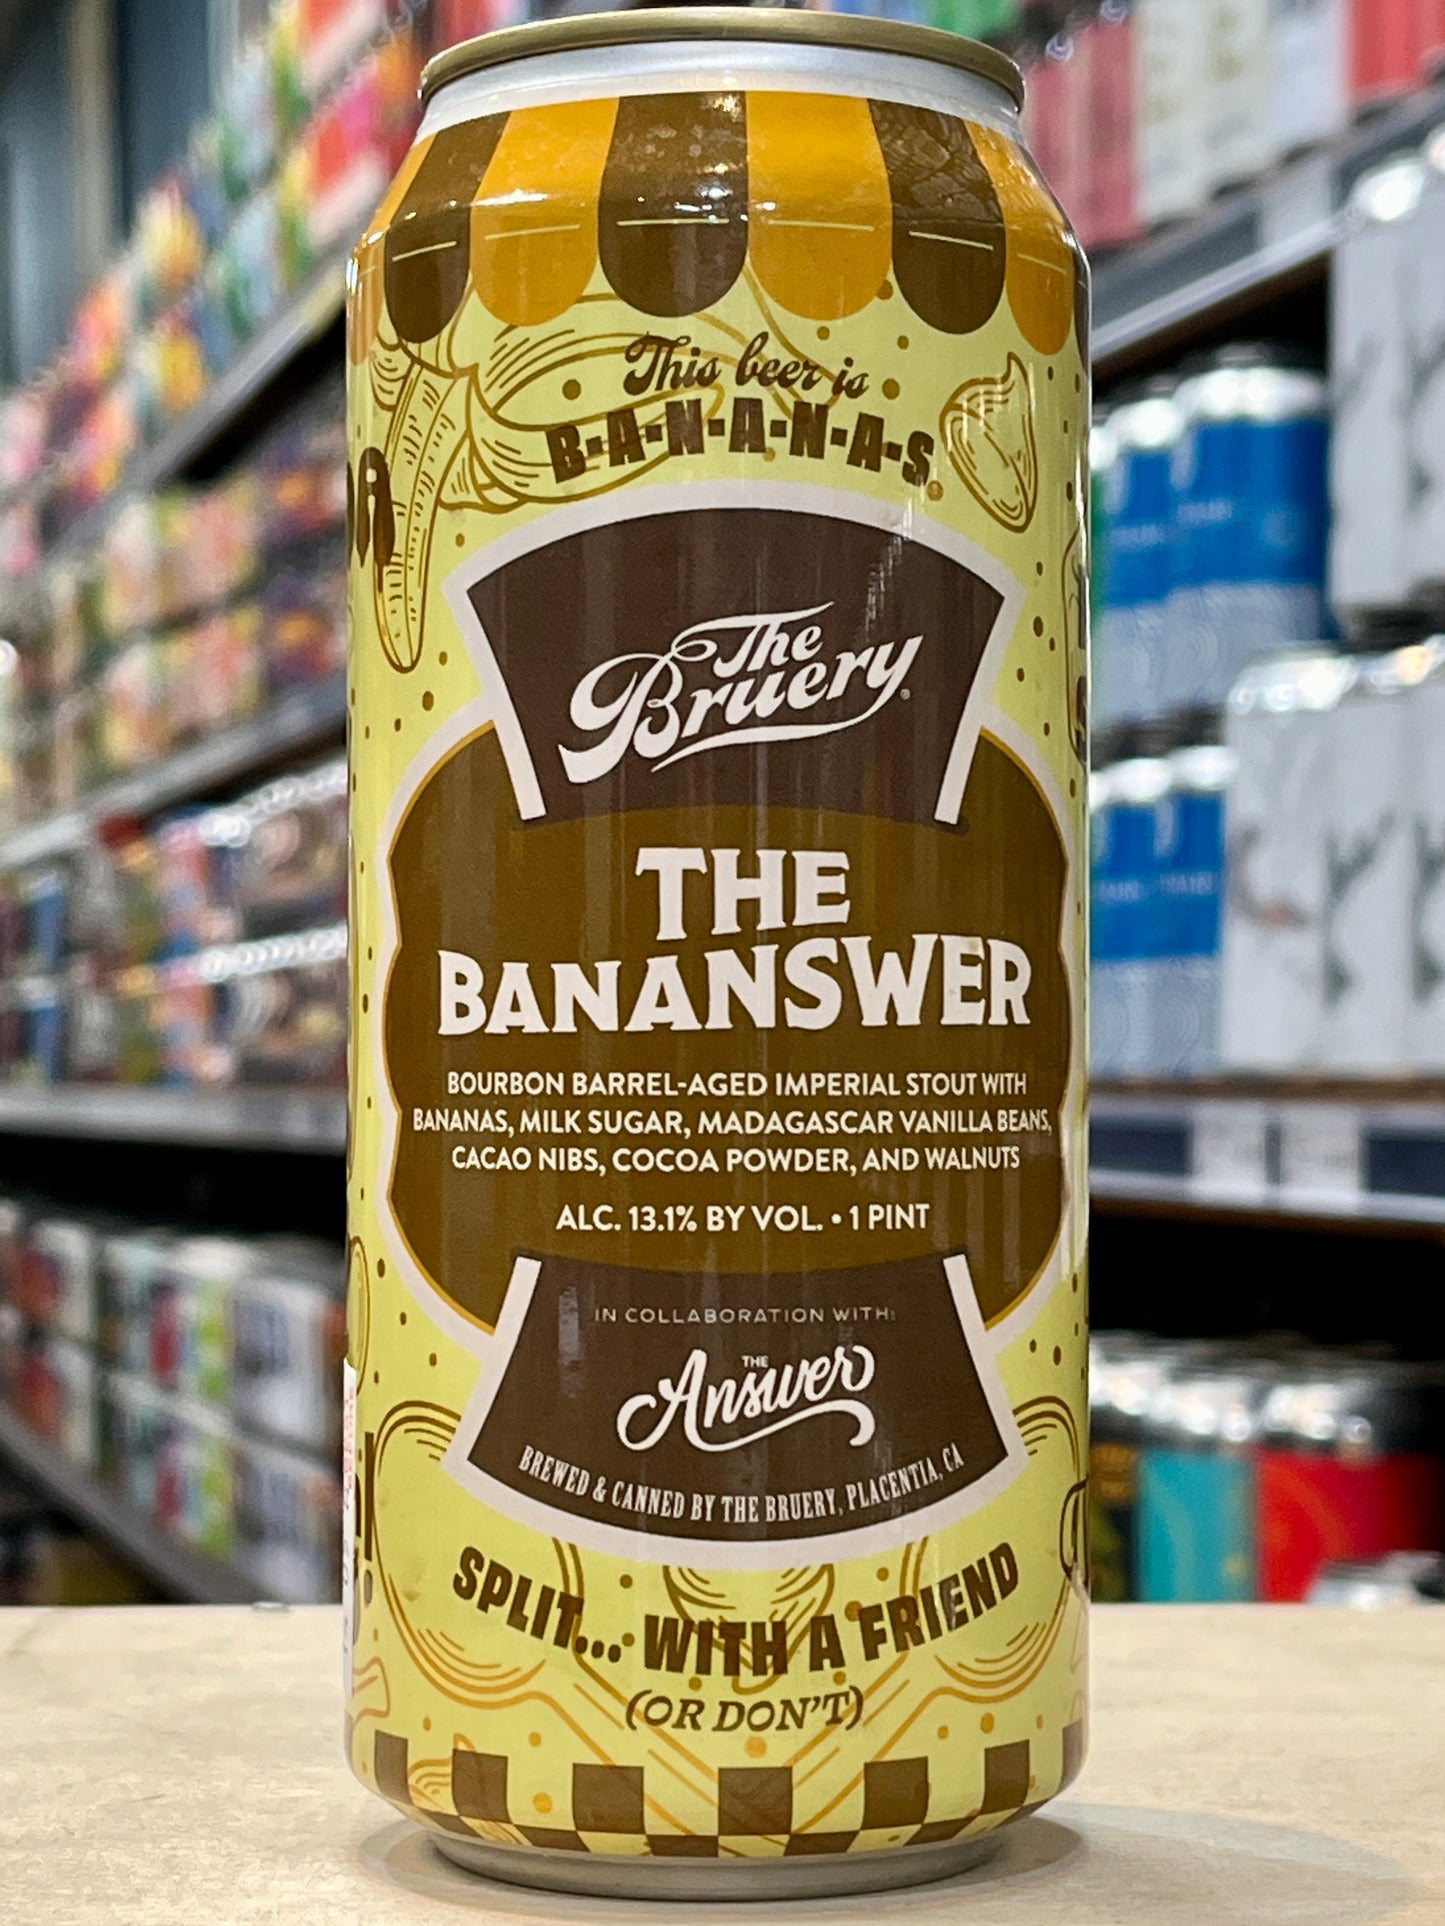 This beer is
B·A·N·A·N·A·S
The
Bruery
THE
BANANSWER
BOURBON BARREL-AGED IMPERIAL STOUT WITH
BANANAS, MILK SUGAR, MADAGASCAR VANILLA BEANS,
CACAO NIBS, COCOA POWDER, AND WALNUTS
ALC. 13.1% BY VOL. • 1 PINT
IN COLLABORATION WITH:
THE
Answer
BREWED & CANNED BY THE BRUERY, PLACENTIA, CA
SPLIT... WITH A FRIEND
(OR DON'T)